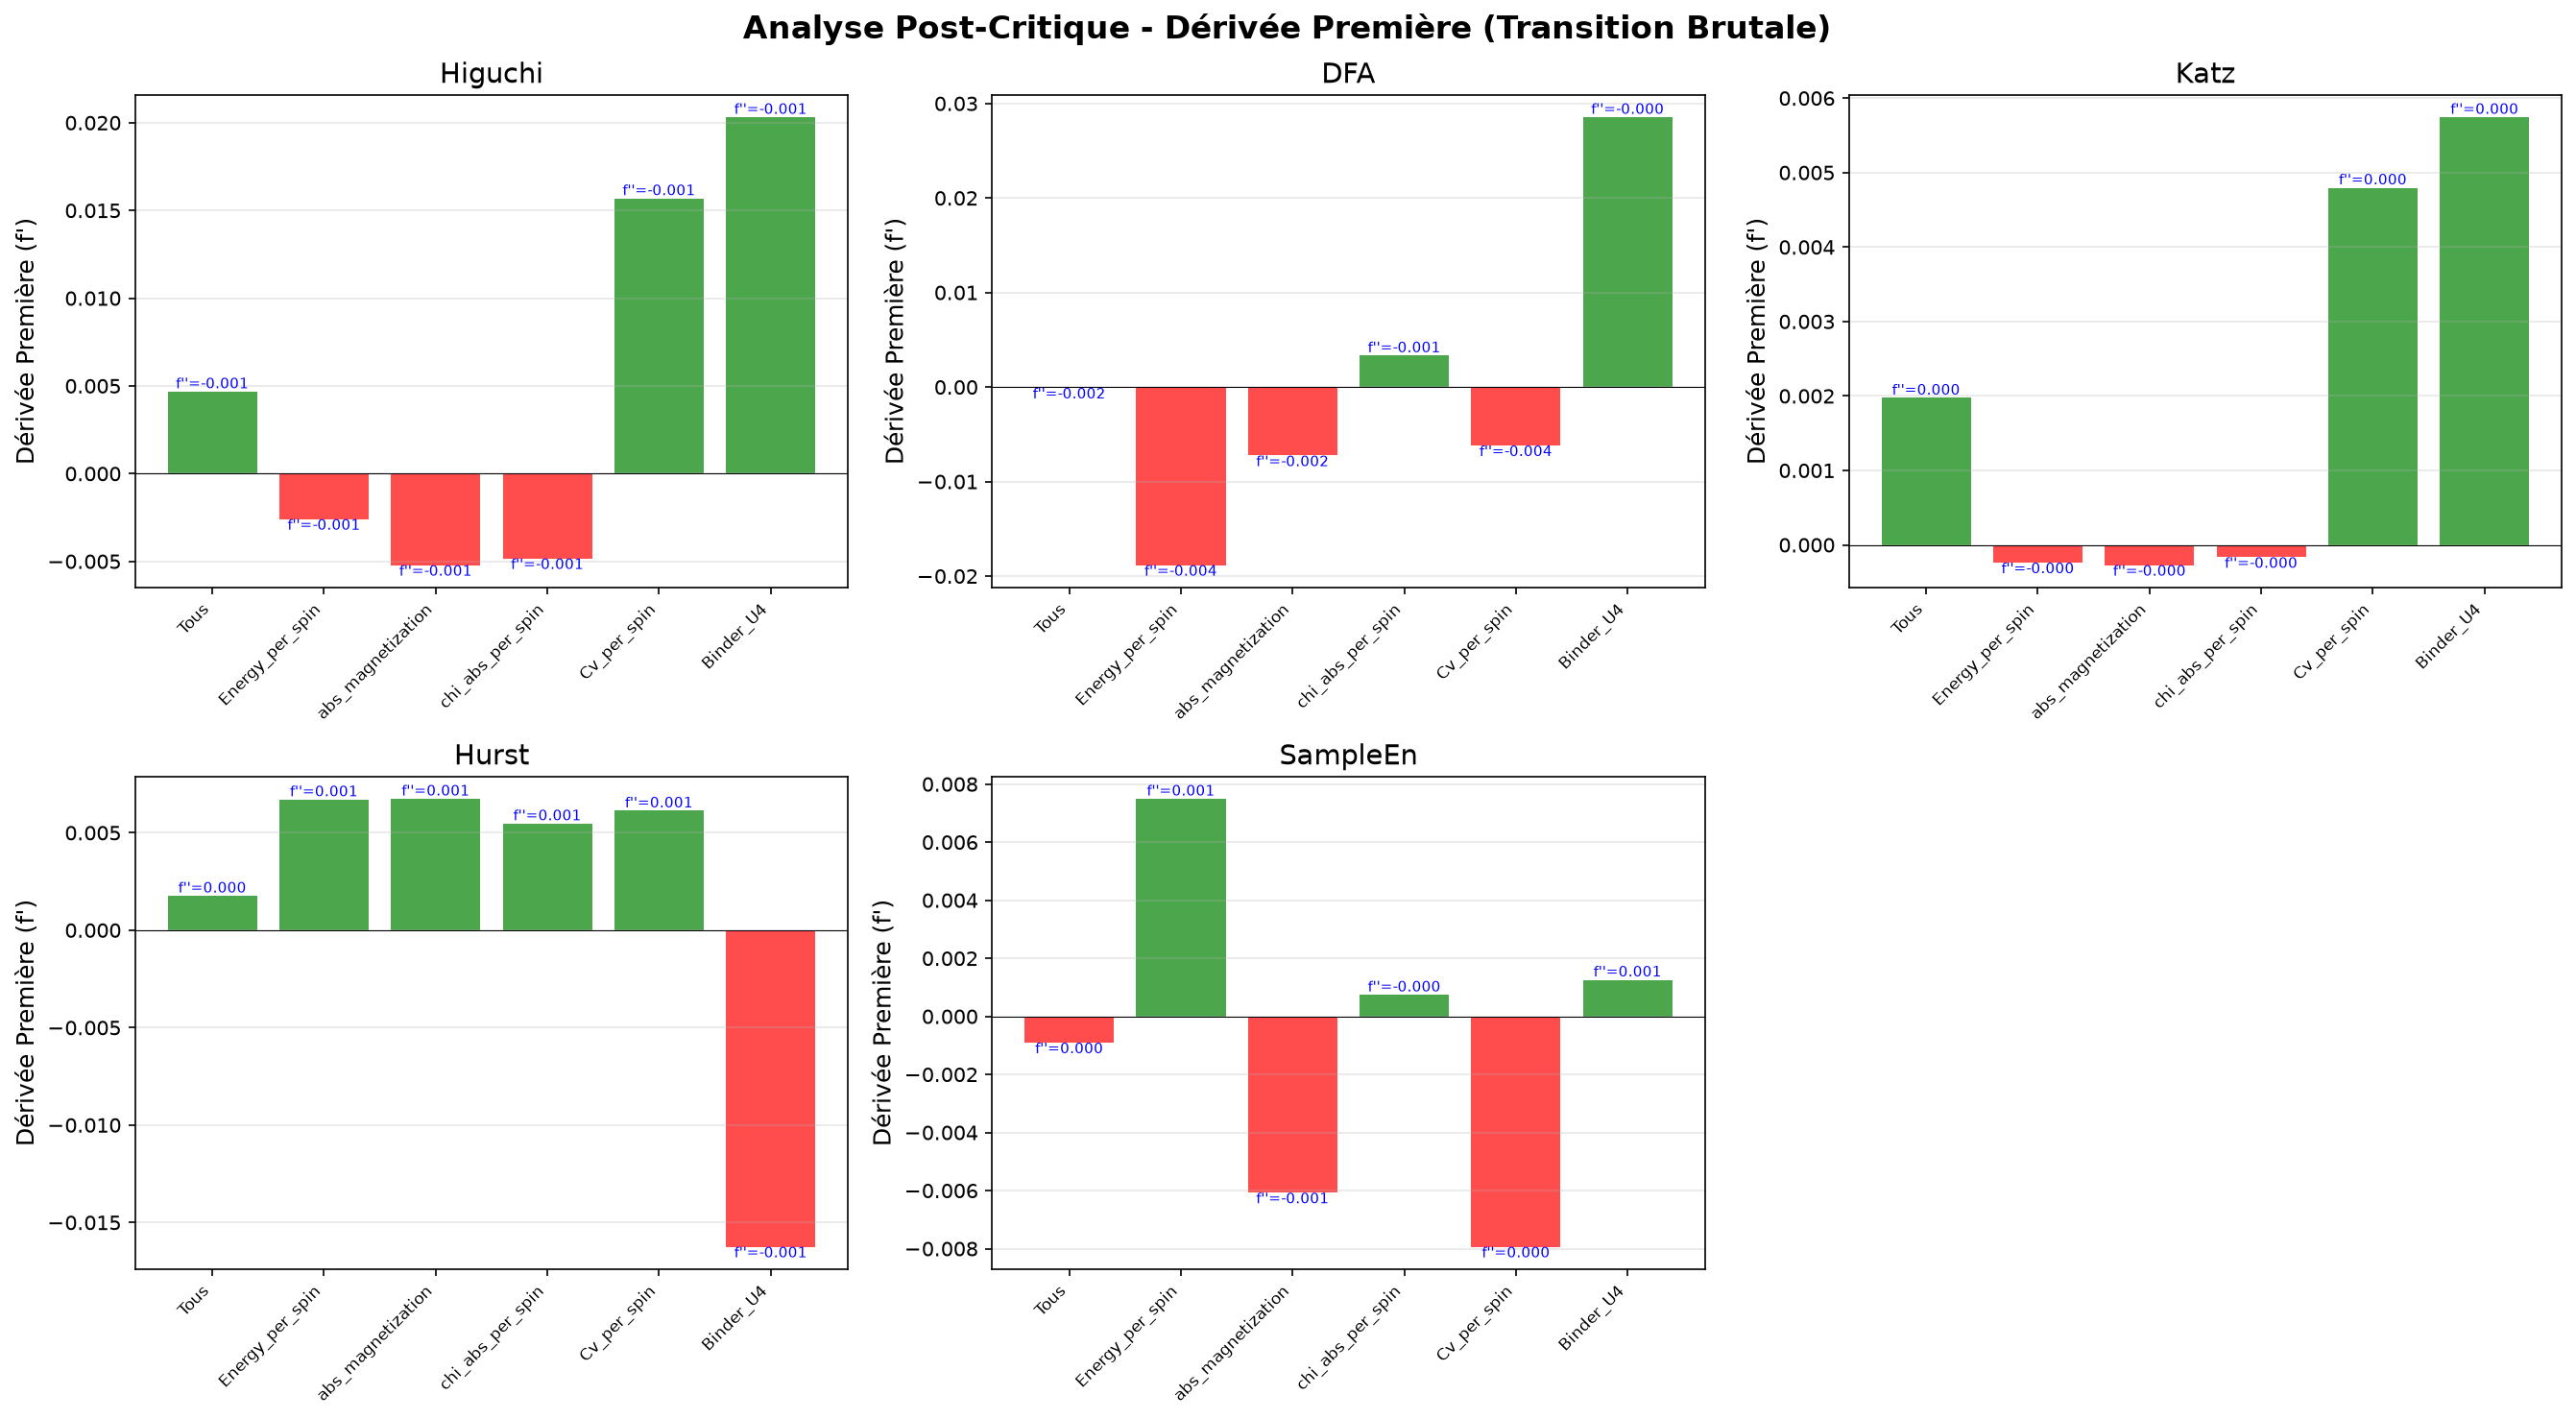 Analyse Post-Critique - Dérivée Première (Transition Brutale)
Higuchi
Dérivée Première (f')
0.020
0.015
0.010
0.005
0.000
−0.005
f''=-0.001
f''=-0.001
f''=-0.001
f''=-0.001
f''=-0.001
f''=-0.001
Tous
Energy_per_spin
abs_magnetization
chi_abs_per_spin
Cv_per_spin
Binder_U4
DFA
Dérivée Première (f')
0.03
0.02
0.01
0.00
−0.01
−0.02
f''=-0.002
f''=-0.004
f''=-0.002
f''=-0.001
f''=-0.004
f''=-0.000
Tous
Energy_per_spin
abs_magnetization
chi_abs_per_spin
Cv_per_spin
Binder_U4
Katz
Dérivée Première (f')
0.006
0.005
0.004
0.003
0.002
0.001
0.000
f''=0.000
f''=-0.000
f''=-0.000
f''=-0.000
f''=0.000
f''=0.000
Tous
Energy_per_spin
abs_magnetization
chi_abs_per_spin
Cv_per_spin
Binder_U4
Hurst
Dérivée Première (f')
0.005
0.000
−0.005
−0.010
−0.015
f''=0.000
f''=0.001
f''=0.001
f''=0.001
f''=0.001
f''=-0.001
Tous
Energy_per_spin
abs_magnetization
chi_abs_per_spin
Cv_per_spin
Binder_U4
SampleEn
Dérivée Première (f')
0.008
0.006
0.004
0.002
0.000
−0.002
−0.004
−0.006
−0.008
f''=0.000
f''=0.001
f''=-0.001
f''=-0.000
f''=0.000
f''=0.001
Tous
Energy_per_spin
abs_magnetization
chi_abs_per_spin
Cv_per_spin
Binder_U4